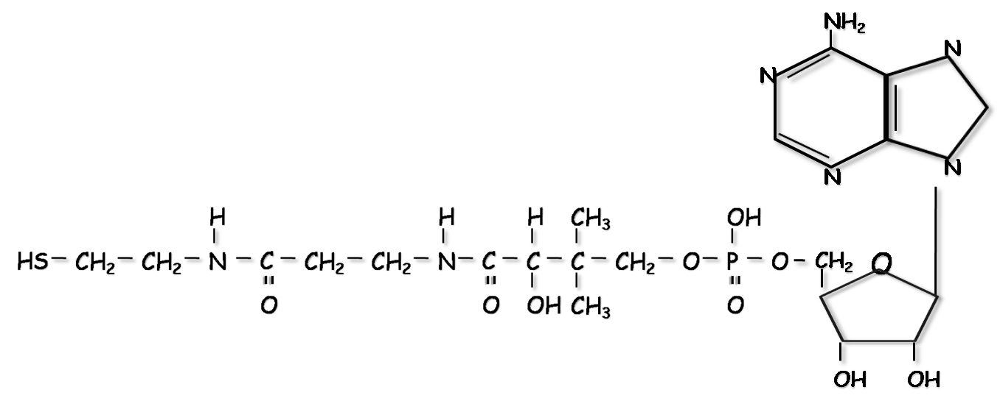 NH₂
N N
N N
H H H CH₃ OH
HS – CH₂ – CH₂ – N – C – CH₂ – CH₂ – N – C – C – C – CH₂ – O – P – O – CH₂ O
O O OH CH₃ O
OH OH